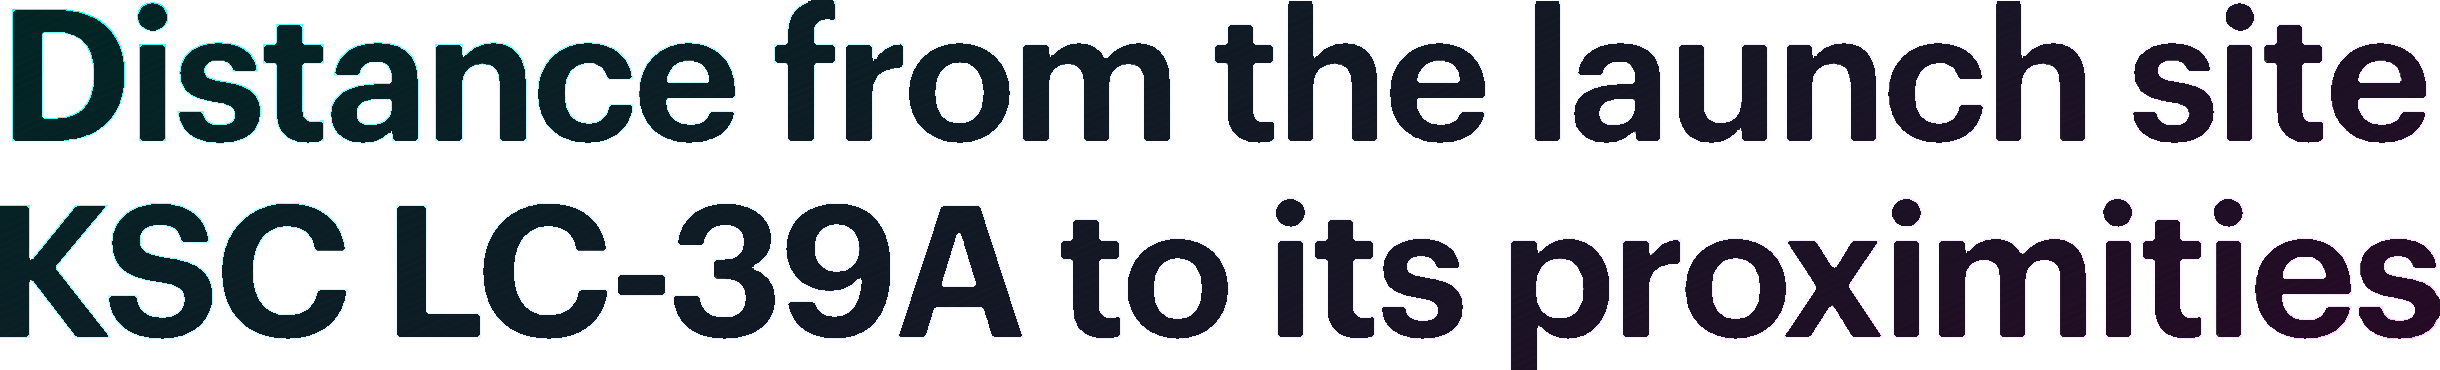 Distance from the launch site
KSC LC-39A to its proximities